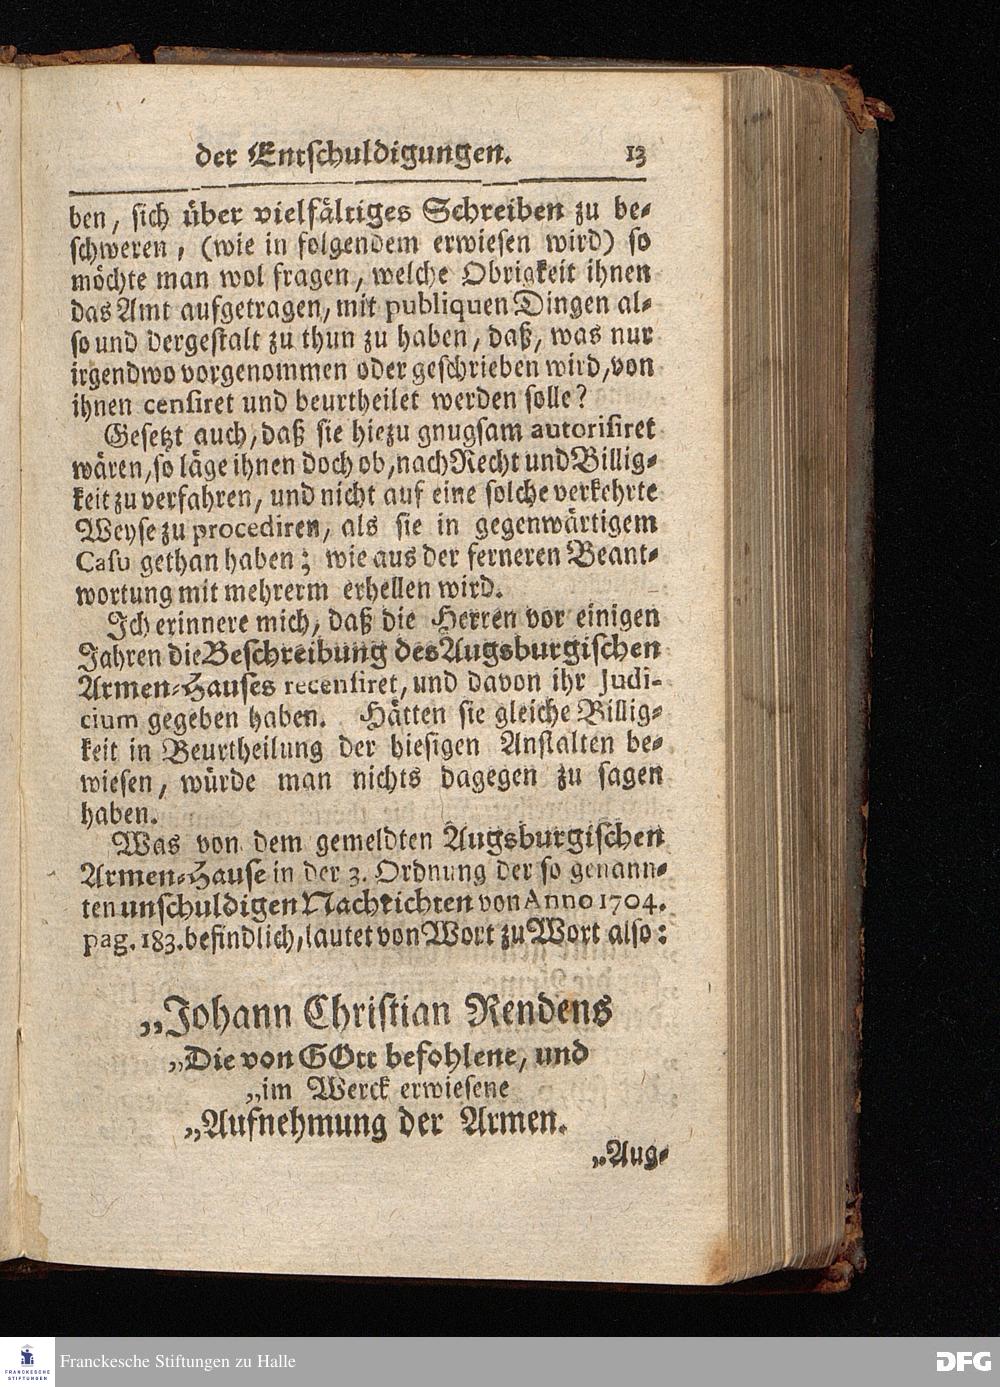 der Entschuldigungen. 13
ben, sich über vielfältiges Schreiben zu be-
schweren, (wie in folgendem erwiesen wird) so
möchte man wol fragen, welche Obrigkeit ihnen
das Amt aufgetragen, mit publiquen Dingen al-
so und dergestalt zu thun zu haben, daß, was nur
irgendwo vorgenommen oder geschrieben wird, von
ihnen censiret und beurtheilet werden solle?
Gesetzt auch, daß sie hiezu gnugsam autorisiret
wären, so läge ihnen doch ob, nach Recht und Billig-
keit zu verfahren, und nicht auf eine solche verkehrte
Weyse zu procediren, als sie in gegenwärtigem
Casu gethan haben; wie aus der ferneren Beant-
wortung mit mehrerm erhellen wird.
Ich erinnere mich, daß die Herren vor einigen
Jahren die Beschreibung des Augsburgischen
Armen-Hauses recensiret, und davon ihr Judi-
cium gegeben haben. Hätten sie gleiche Billig-
keit in Beurtheilung der hiesigen Anstalten be-
wiesen, würde man nichts dagegen zu sagen
haben.
Was von dem gemeldten Augsburgischen
Armen-Hause in der 3. Ordnung der so genann-
ten unschuldigen Nachrichten von Anno 1704.
pag. 183. befindlich, lautet von Wort zu Wort also:
„Johann Christian Rendens
„Die von GOtt befohlene, und
„im Werck erwiesene
„Aufnehmung der Armen.
„Aug-
FRANCKESCHE STIFTUNGEN
Franckesche Stiftungen zu Halle
DFG